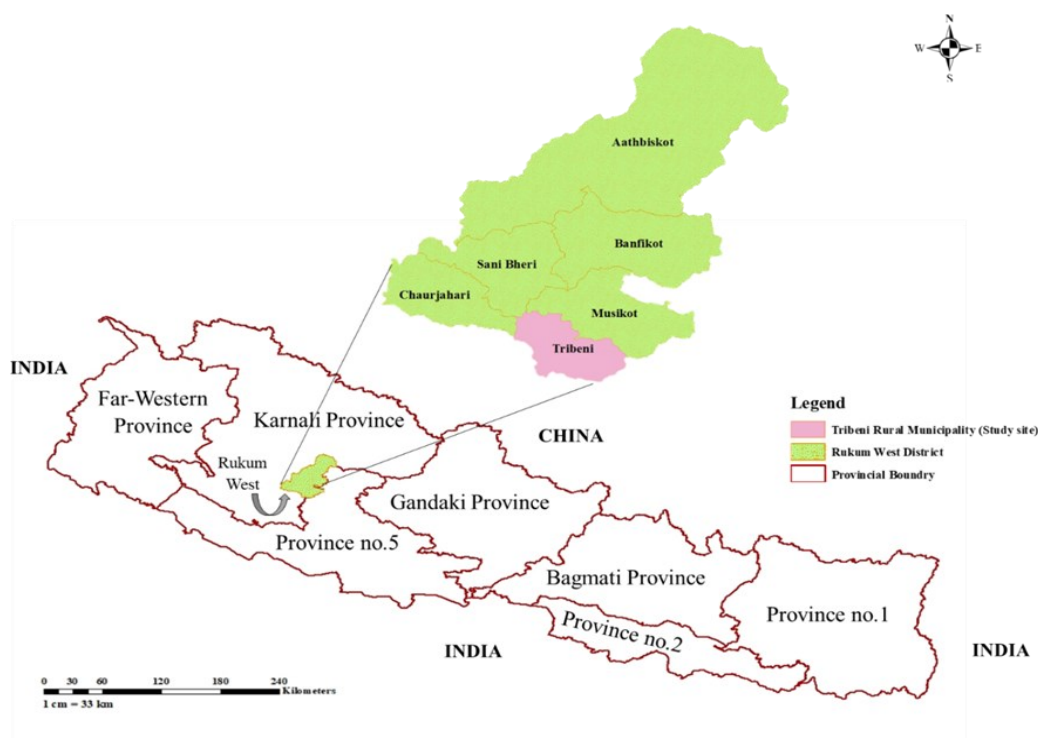 N
W E
S
Aathbiskot
Banfikot
Sani Bheri
Chaurjahari
Musikot
Tribeni
INDIA
Far-Western
Province
Karnali Province
CHINA
Rukum
West
Gandaki Province
Province no.5
Bagmati Province
Province no.1
Province no.2
INDIA
INDIA
Legend
Tribeni Rural Municipality (Study site)
Rukum West District
Provincial Boundry
0 30 60 120 180 240
Kilometers
1 cm = 33 km